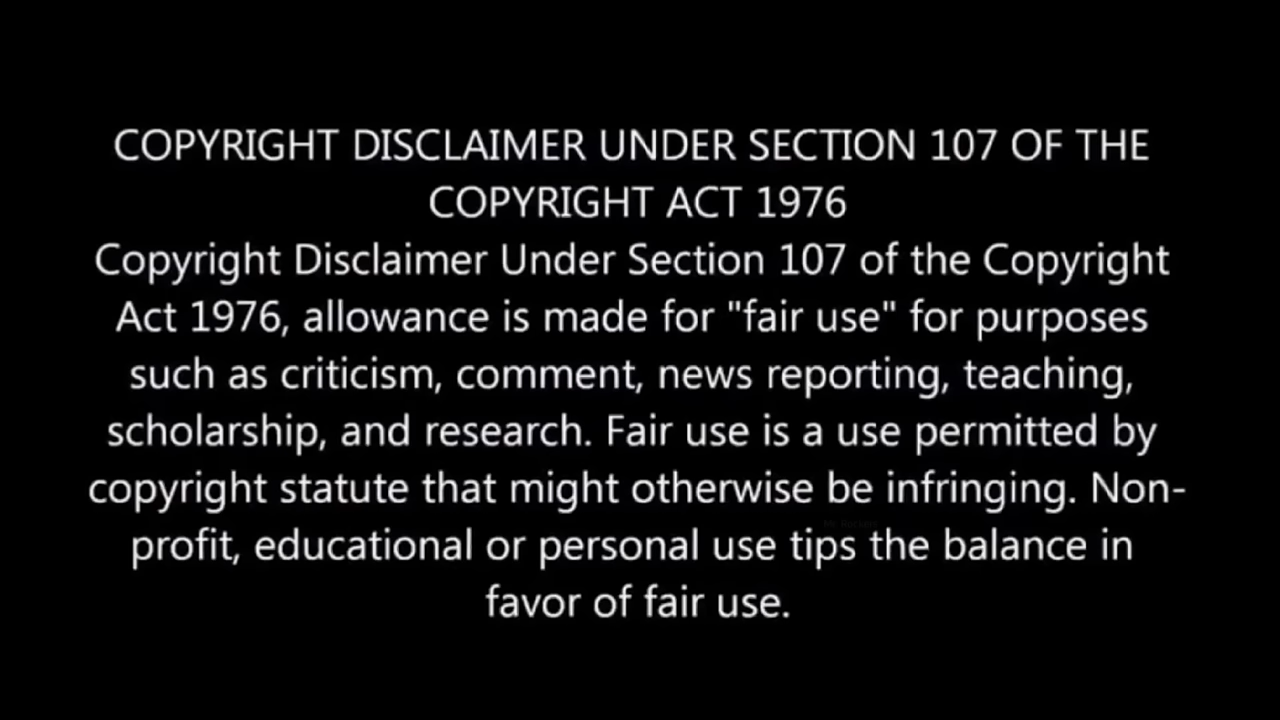 COPYRIGHT DISCLAIMER UNDER SECTION 107 OF THE
COPYRIGHT ACT 1976
Copyright Disclaimer Under Section 107 of the Copyright
Act 1976, allowance is made for "fair use" for purposes
such as criticism, comment, news reporting, teaching,
scholarship, and research. Fair use is a use permitted by
copyright statute that might otherwise be infringing. Non-
profit, educational or personal use tips the balance in
favor of fair use.